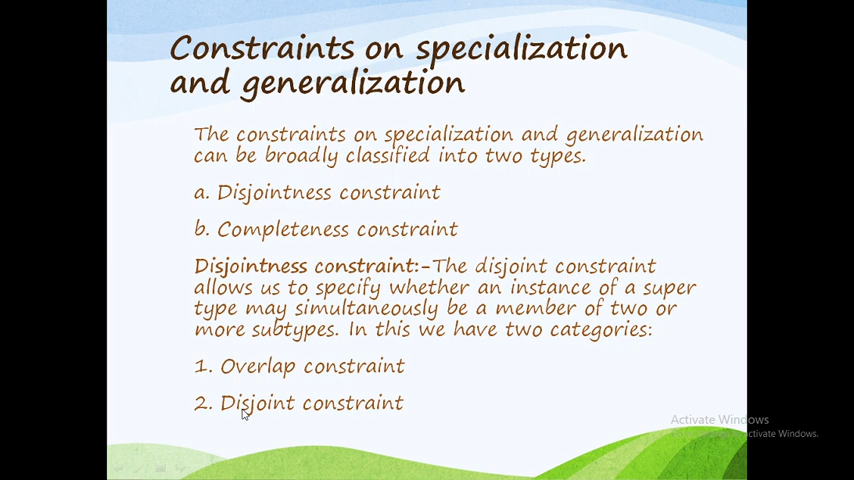 Constraints on specialization
and generalization
The constraints on specialization and generalization
can be broadly classified into two types.
a. Disjointness constraint
b. Completeness constraint
Disjointness constraint:-The disjoint constraint
allows us to specify whether an instance of a super
type may simultaneously be a member of two or
more subtypes. In this we have two categories:
1. Overlap constraint
2. Disjoint constraint
Activate Windows
activate Windows.